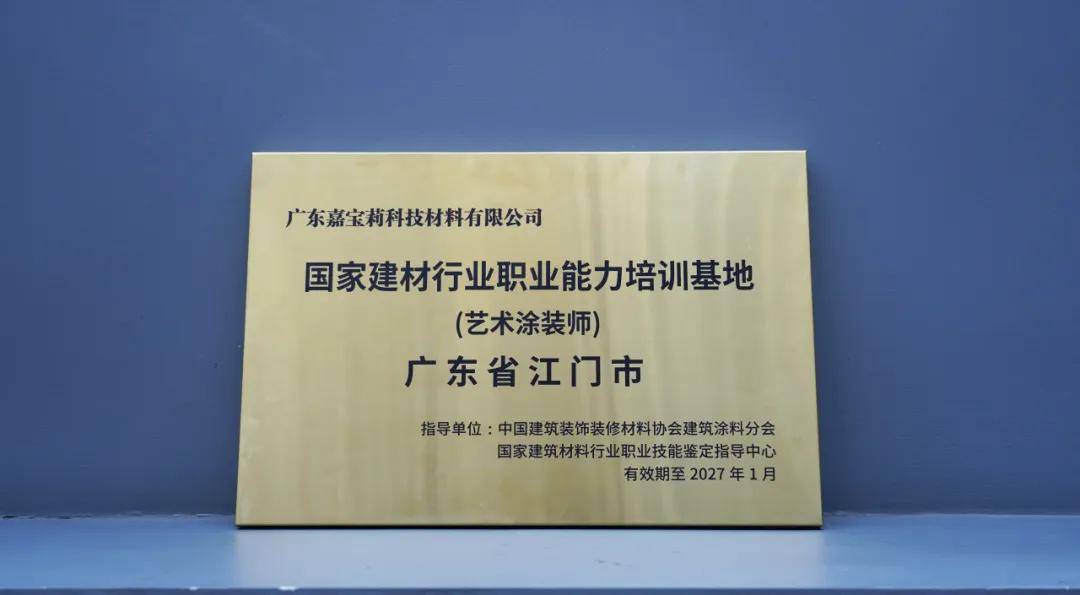 广东嘉宝莉科技材料有限公司
国家建材行业职业能力培训基地
(艺术涂装师)
广东省江门市
指导单位：中国建筑装饰装修材料协会建筑涂料分会
国家建筑材料行业职业技能鉴定指导中心
有效期至 2027 年 1 月